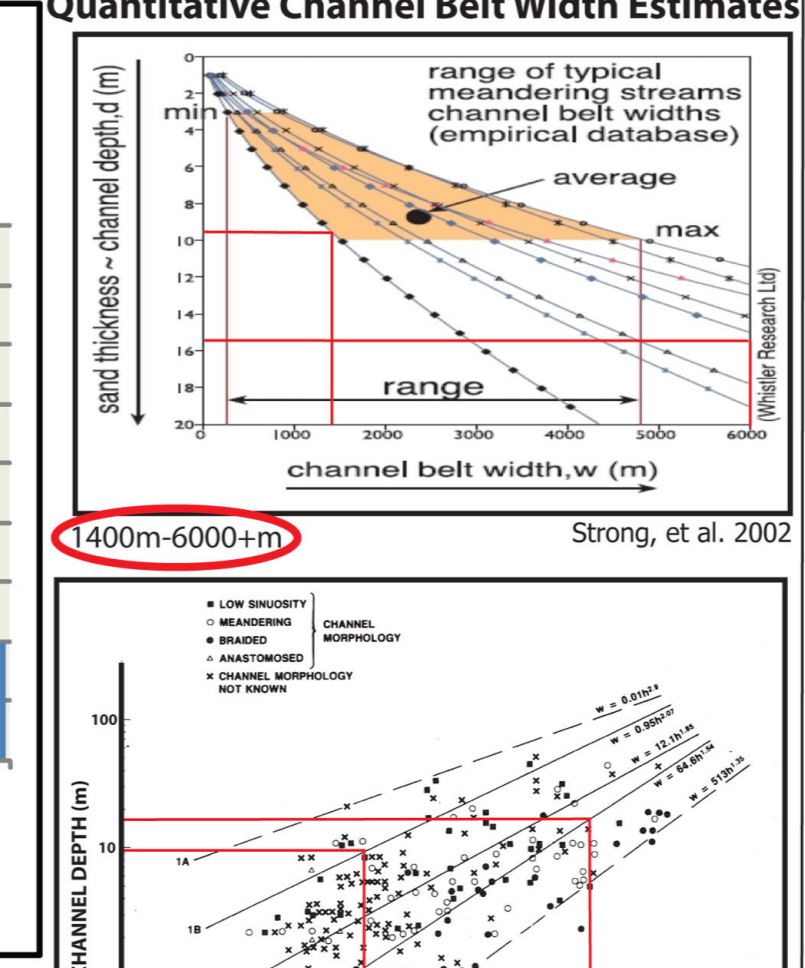 Quantitative Channel Belt Width Estimates
sand thickness ~ channel depth,d (m)
0
2
min
4
6
8
10
12
14
16
18
20
range of typical
meandering streams
channel belt widths
(empirical database)
average
max
range
0 1000 2000 3000 4000 5000 6000
channel belt width,w (m)
(Whistler Research Ltd)
1400m-6000+m
Strong, et al. 2002
■ LOW SINUOSITY
○ MEANDERING
● BRAIDED
△ ANASTOMOSED
× CHANNEL MORPHOLOGY
NOT KNOWN
CHANNEL
MORPHOLOGY
CHANNEL DEPTH (m)
100
10
1A
1B
w = 0.01h^2.9
w = 0.95h^2.07
w = 12.1h^1.85
w = 64.6h^1.54
w = 513h^1.35